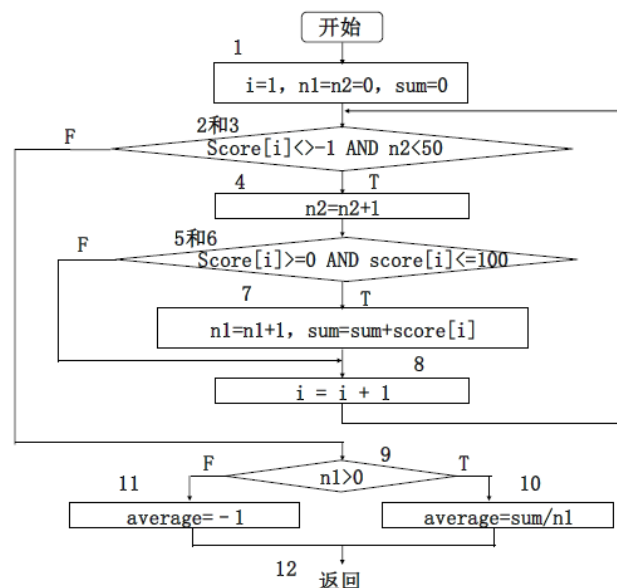 开始
1
i=1, n1=n2=0, sum=0
2和3
F
Score[i]<>-1 AND n2<50
4
T
n2=n2+1
5和6
F
Score[i]>=0 AND score[i]<=100
7
T
n1=n1+1, sum=sum+score[i]
8
i = i + 1
9
F
n1>0
T
11
10
average=-1
average=sum/n1
12
返回